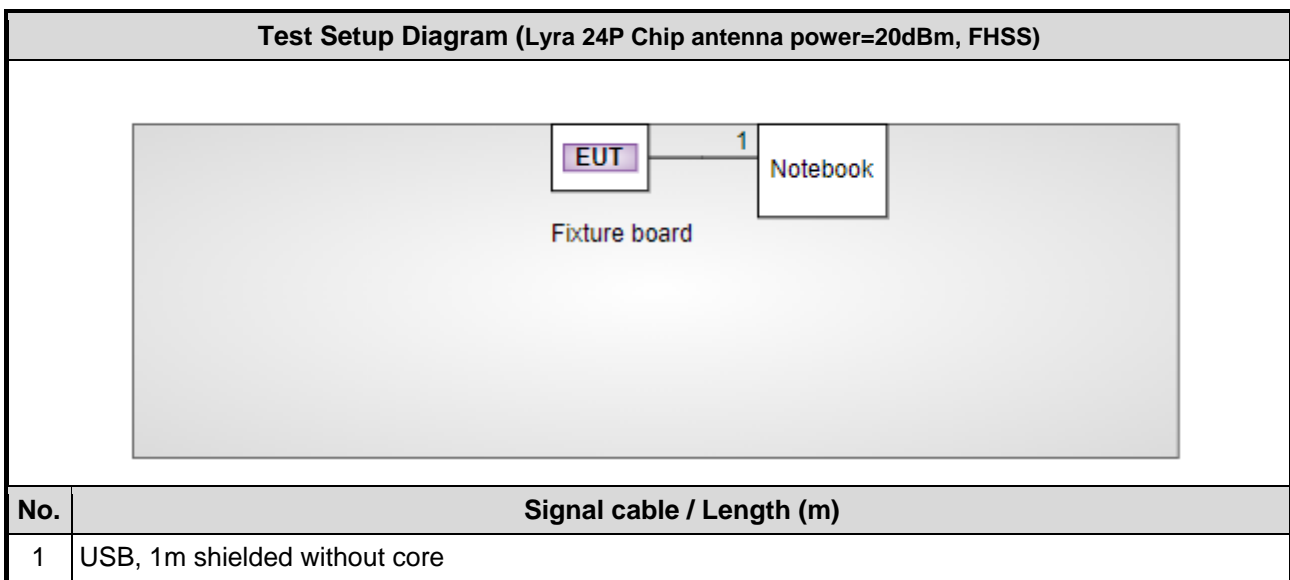 Test Setup Diagram (Lyra 24P Chip antenna power=20dBm, FHSS)
EUT
1
Notebook
Fixture board
No. Signal cable / Length (m)
1 USB, 1m shielded without core